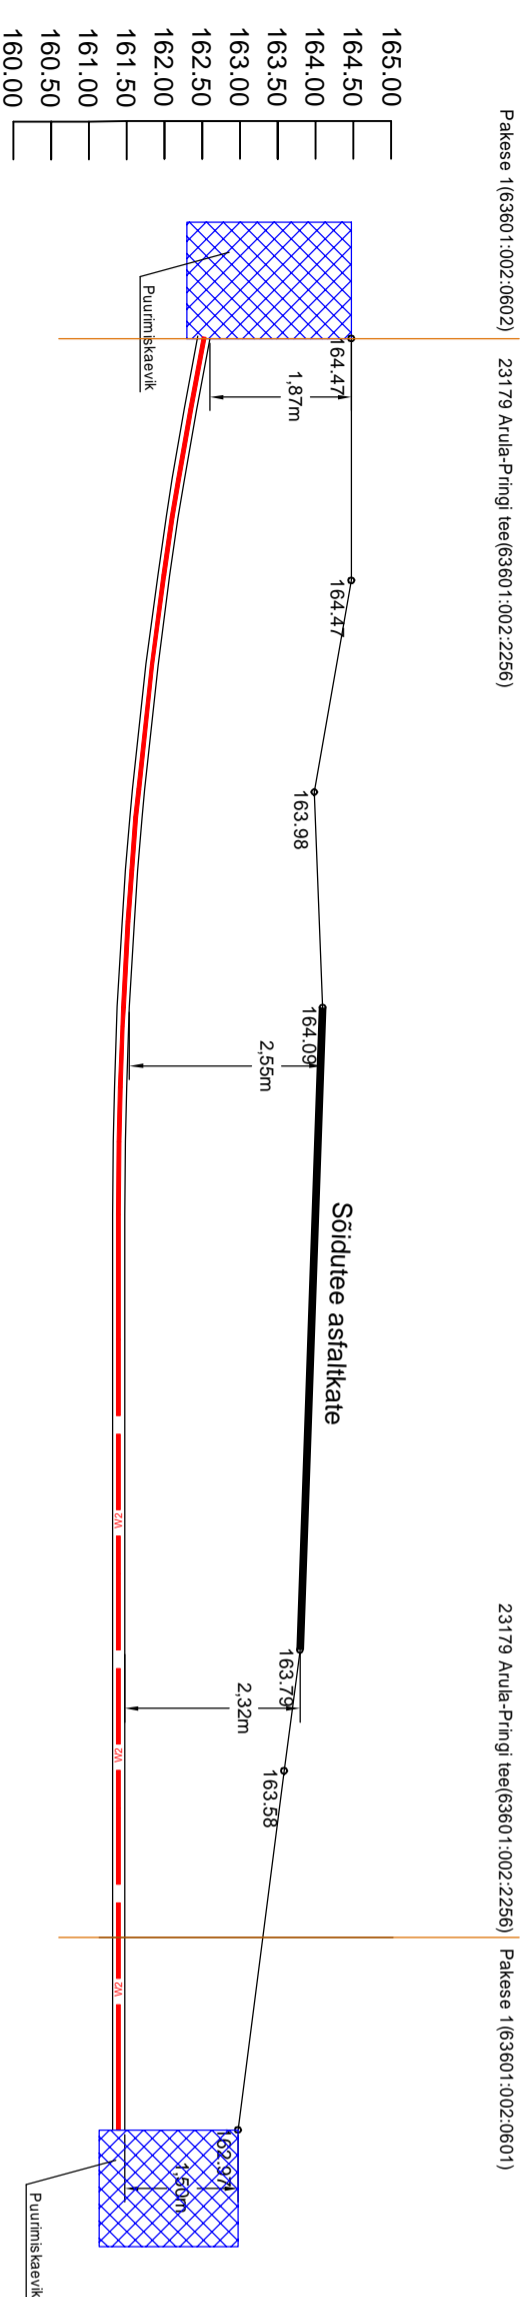 Pakese 1(63601:002:0602)
23179 Arula-Pringi tee(63601:002:2256)
23179 Arula-Pringi tee(63601:002:2256)
Pakese 1(63601:002:0601)
165.00
164.50
164.00
163.50
163.00
162.50
162.00
161.50
161.00
160.50
160.00
164.47
164.47
163.98
164.09
Sõidutee asfaltkate
163.79
163.58
162.97
1,87m
2,55m
2,32m
1,50m
Puurimiskaevik
W2
W2
W2
Puurimiskaevik